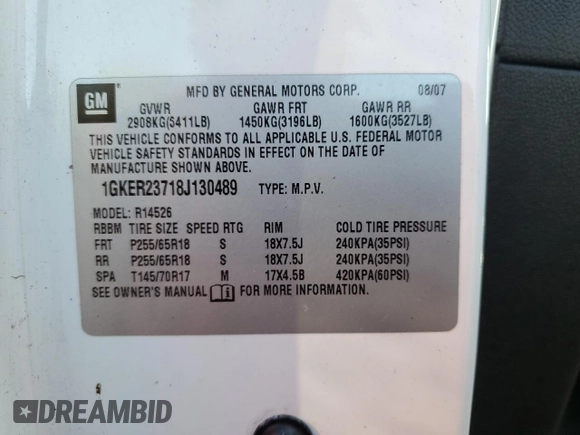 GM
MFD BY GENERAL MOTORS CORP. 08/07
GVWR GAWR FRT GAWR RR
2908KG(5411LB) 1450KG(3196LB) 1600KG(3527LB)
THIS VEHICLE CONFORMS TO ALL APPLICABLE U.S. FEDERAL MOTOR
VEHICLE SAFETY STANDARDS IN EFFECT ON THE DATE OF
MANUFACTURE SHOWN ABOVE.
1GKER23718J130489 TYPE: M.P.V.
MODEL: R14526
RBBM TIRE SIZE SPEED RTG RIM COLD TIRE PRESSURE
FRT P255/65R18 S 18X7.5J 240KPA(35PSI)
RR P255/65R18 S 18X7.5J 240KPA(35PSI)
SPA T145/70R17 M 17X4.5B 420KPA(60PSI)
SEE OWNER'S MANUAL i FOR MORE INFORMATION.
DREAMBID